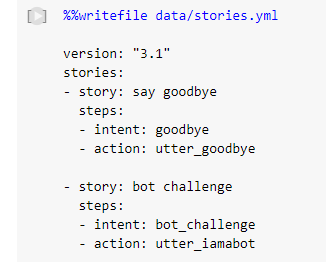 %%writefile data/stories.yml
version: "3.1"
stories:
- story: say goodbye
  steps:
  - intent: goodbye
  - action: utter_goodbye
- story: bot challenge
  steps:
  - intent: bot_challenge
  - action: utter_iamabot